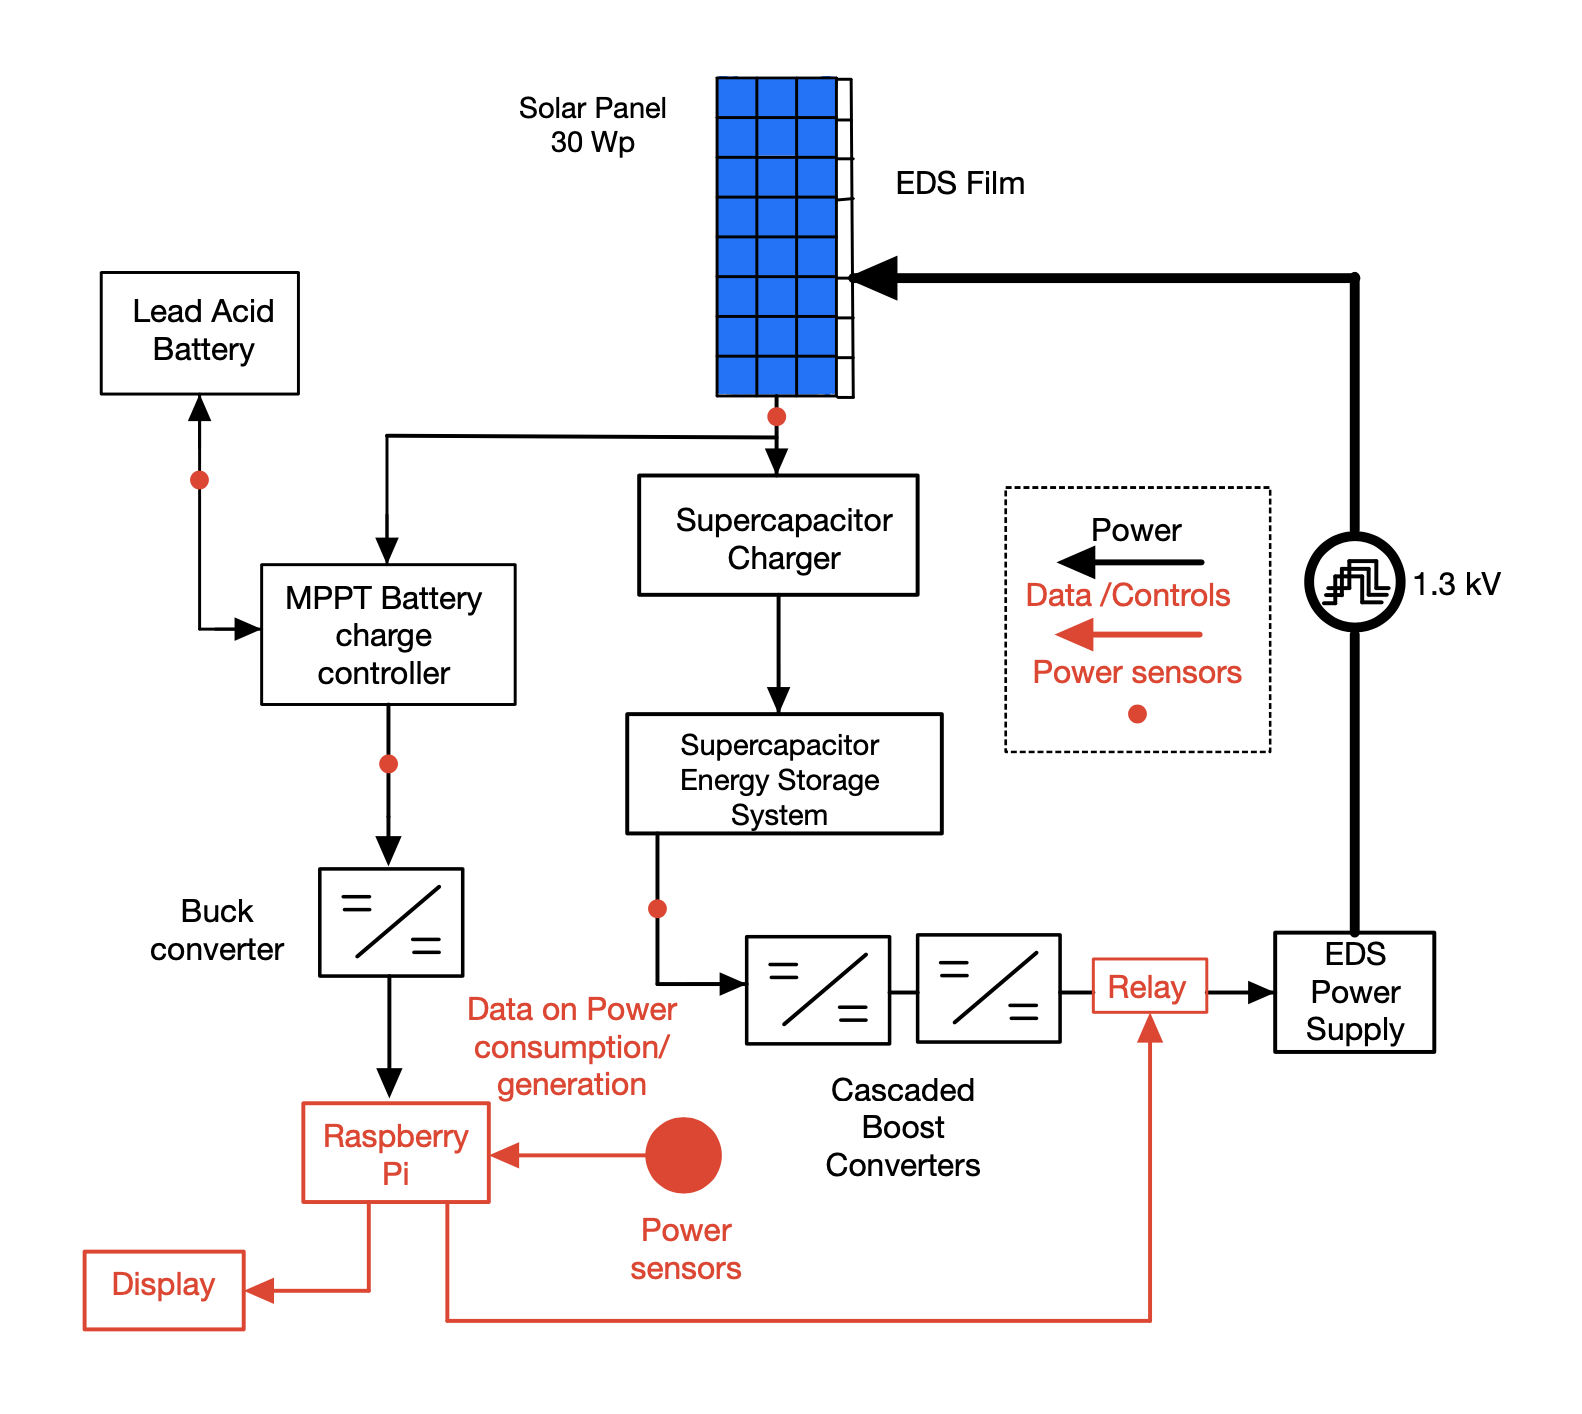 Solar Panel
30 Wp
EDS Film
Lead Acid
Battery
Supercapacitor
Charger
Power
Data /Controls
Power sensors
1.3 kV
MPPT Battery
charge
controller
Supercapacitor
Energy Storage
System
Buck
converter
EDS
Power
Supply
Relay
Data on Power
consumption/
generation
Cascaded
Boost
Converters
Raspberry
Pi
Power
sensors
Display